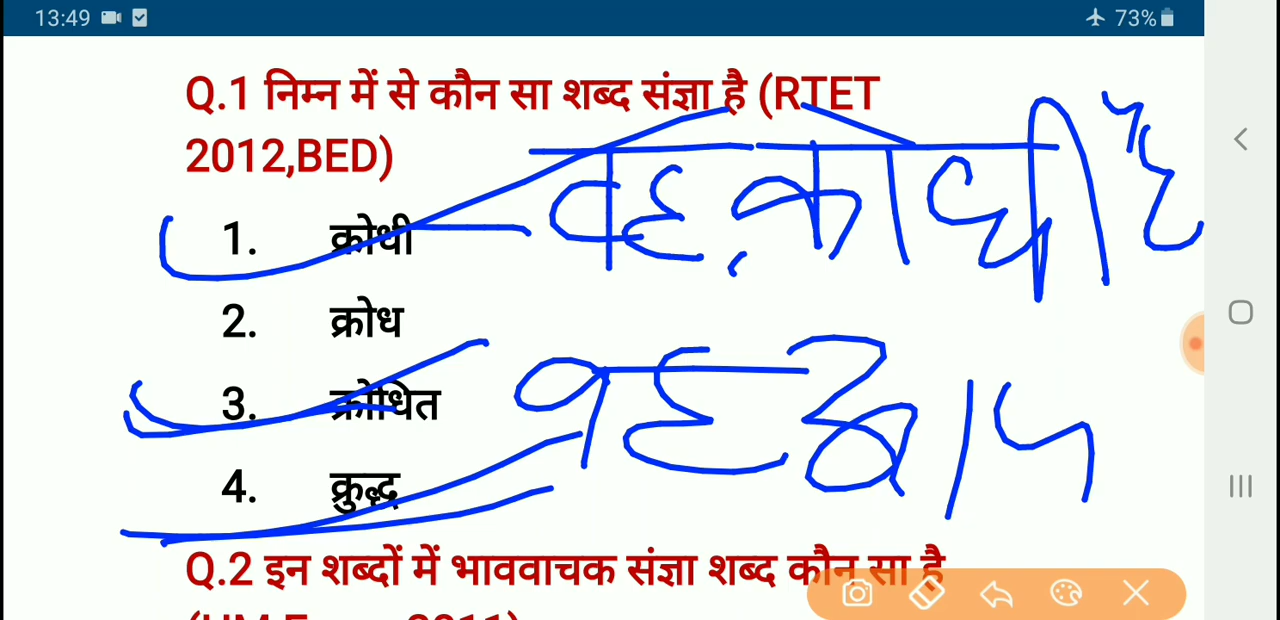 13:49
73%
Q.1 निम्न में से कौन सा शब्द संज्ञा है (RTET
2012,BED)
1. क्रोधी
वह क्रोधी है
2. क्रोध
3. क्रोधित
4. क्रुद्ध
Q.2 इन शब्दों में भाववाचक संज्ञा शब्द कौन सा है